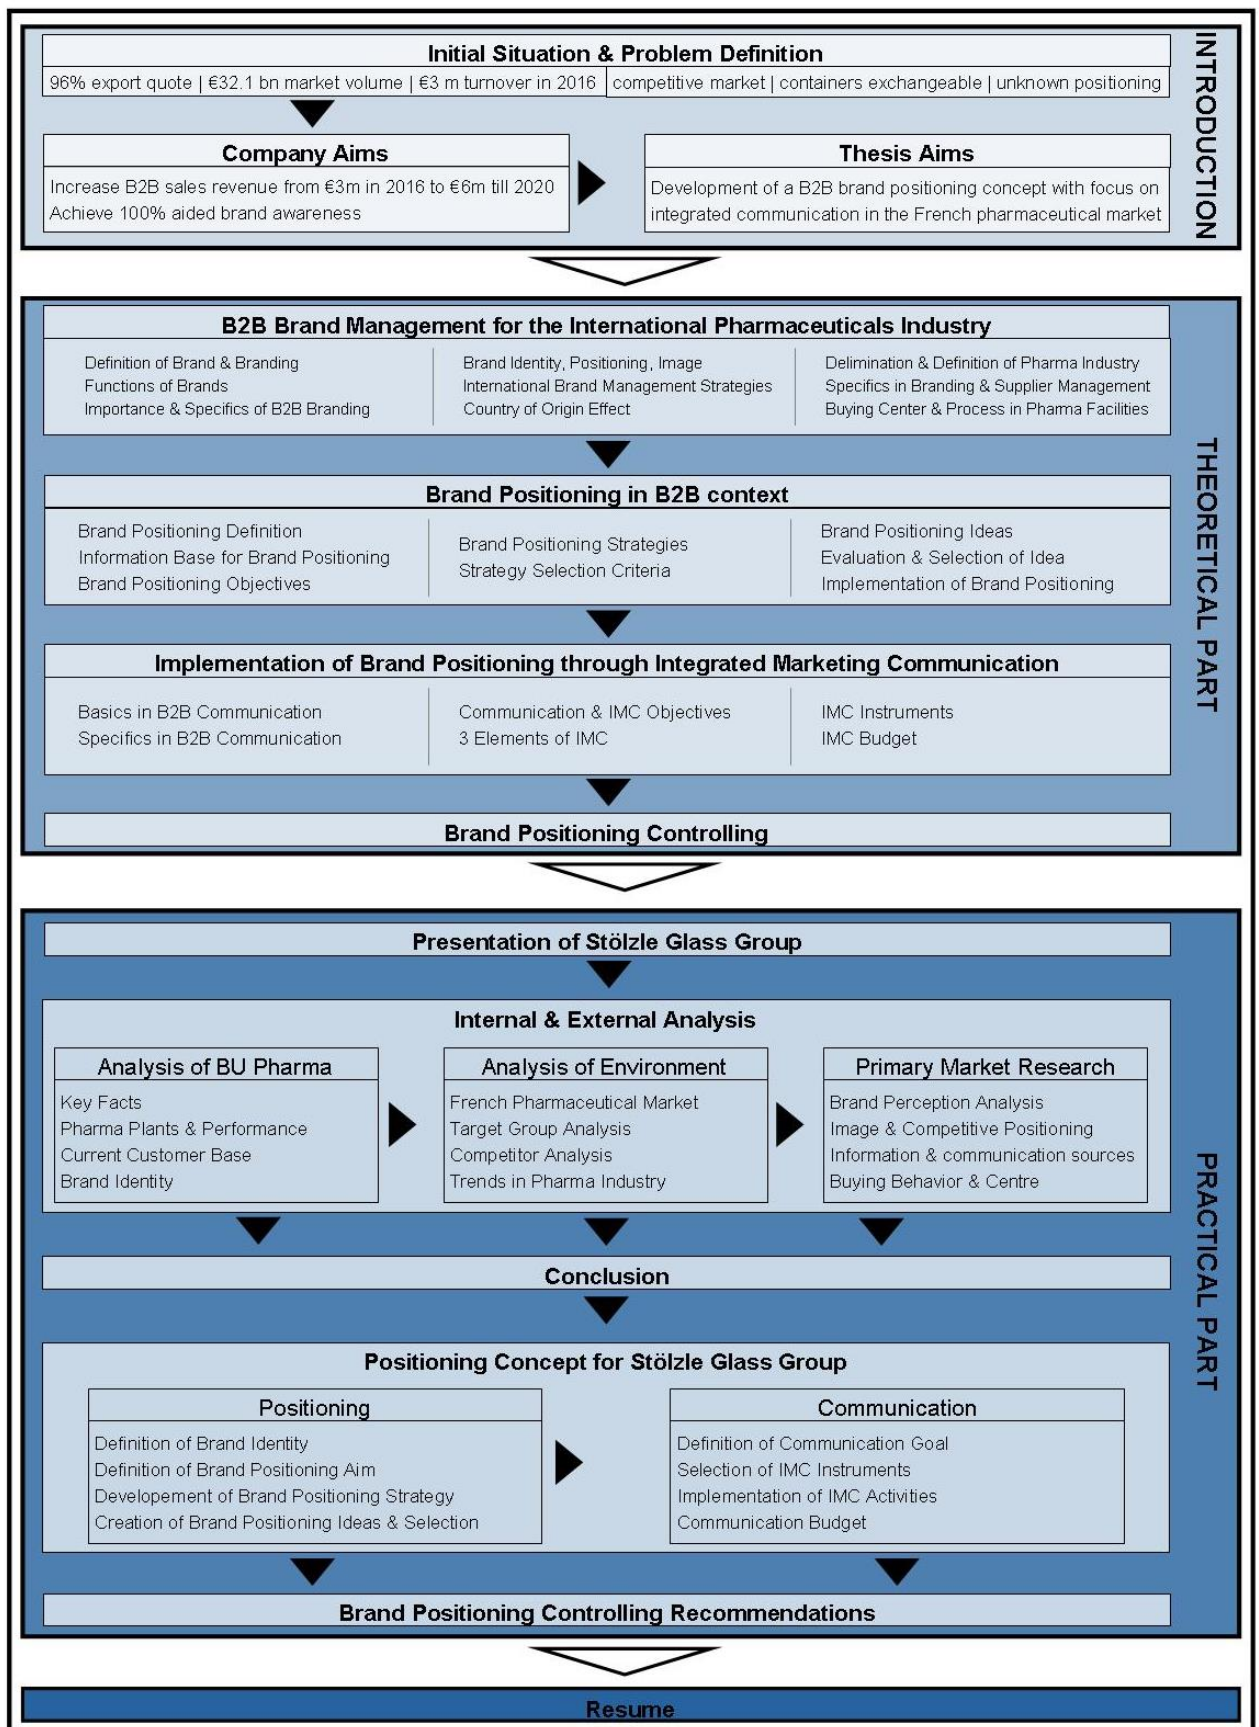 Initial Situation & Problem Definition
96% export quote | €32.1 bn market volume | €3 m turnover in 2016
competitive market | containers exchangeable | unknown positioning
Company Aims
Increase B2B sales revenue from €3m in 2016 to €6m till 2020
Achieve 100% aided brand awareness
Thesis Aims
Development of a B2B brand positioning concept with focus on
integrated communication in the French pharmaceutical market
INTRODUCTION
B2B Brand Management for the International Pharmaceuticals Industry
Definition of Brand & Branding
Functions of Brands
Importance & Specifics of B2B Branding
Brand Identity, Positioning, Image
International Brand Management Strategies
Country of Origin Effect
Delimination & Definition of Pharma Industry
Specifics in Branding & Supplier Management
Buying Center & Process in Pharma Facilities
Brand Positioning in B2B context
Brand Positioning Definition
Information Base for Brand Positioning
Brand Positioning Objectives
Brand Positioning Strategies
Strategy Selection Criteria
Brand Positioning Ideas
Evaluation & Selection of Idea
Implementation of Brand Positioning
Implementation of Brand Positioning through Integrated Marketing Communication
Basics in B2B Communication
Specifics in B2B Communication
Communication & IMC Objectives
3 Elements of IMC
IMC Instruments
IMC Budget
Brand Positioning Controlling
THEORETICAL PART
Presentation of Stölzle Glass Group
Internal & External Analysis
Analysis of BU Pharma
Key Facts
Pharma Plants & Performance
Current Customer Base
Brand Identity
Analysis of Environment
French Pharmaceutical Market
Target Group Analysis
Competitor Analysis
Trends in Pharma Industry
Primary Market Research
Brand Perception Analysis
Image & Competitive Positioning
Information & communication sources
Buying Behavior & Centre
Conclusion
Positioning Concept for Stölzle Glass Group
Positioning
Definition of Brand Identity
Definition of Brand Positioning Aim
Developement of Brand Positioning Strategy
Creation of Brand Positioning Ideas & Selection
Communication
Definition of Communication Goal
Selection of IMC Instruments
Implementation of IMC Activities
Communication Budget
Brand Positioning Controlling Recommendations
PRACTICAL PART
Resume